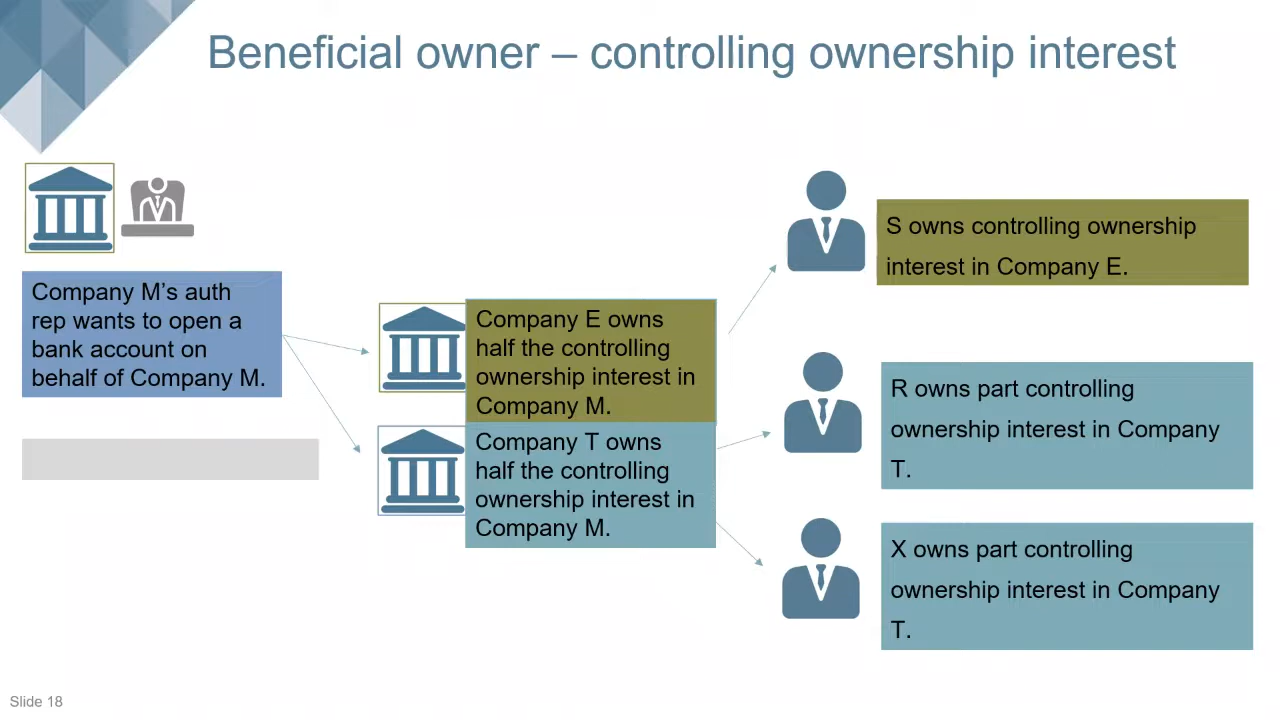 Beneficial owner – controlling ownership interest
Company M’s auth
rep wants to open a
bank account on
behalf of Company M.
Company E owns
half the controlling
ownership interest in
Company M.
Company T owns
half the controlling
ownership interest in
Company M.
S owns controlling ownership
interest in Company E.
R owns part controlling
ownership interest in Company
T.
X owns part controlling
ownership interest in Company
T.
Slide 18